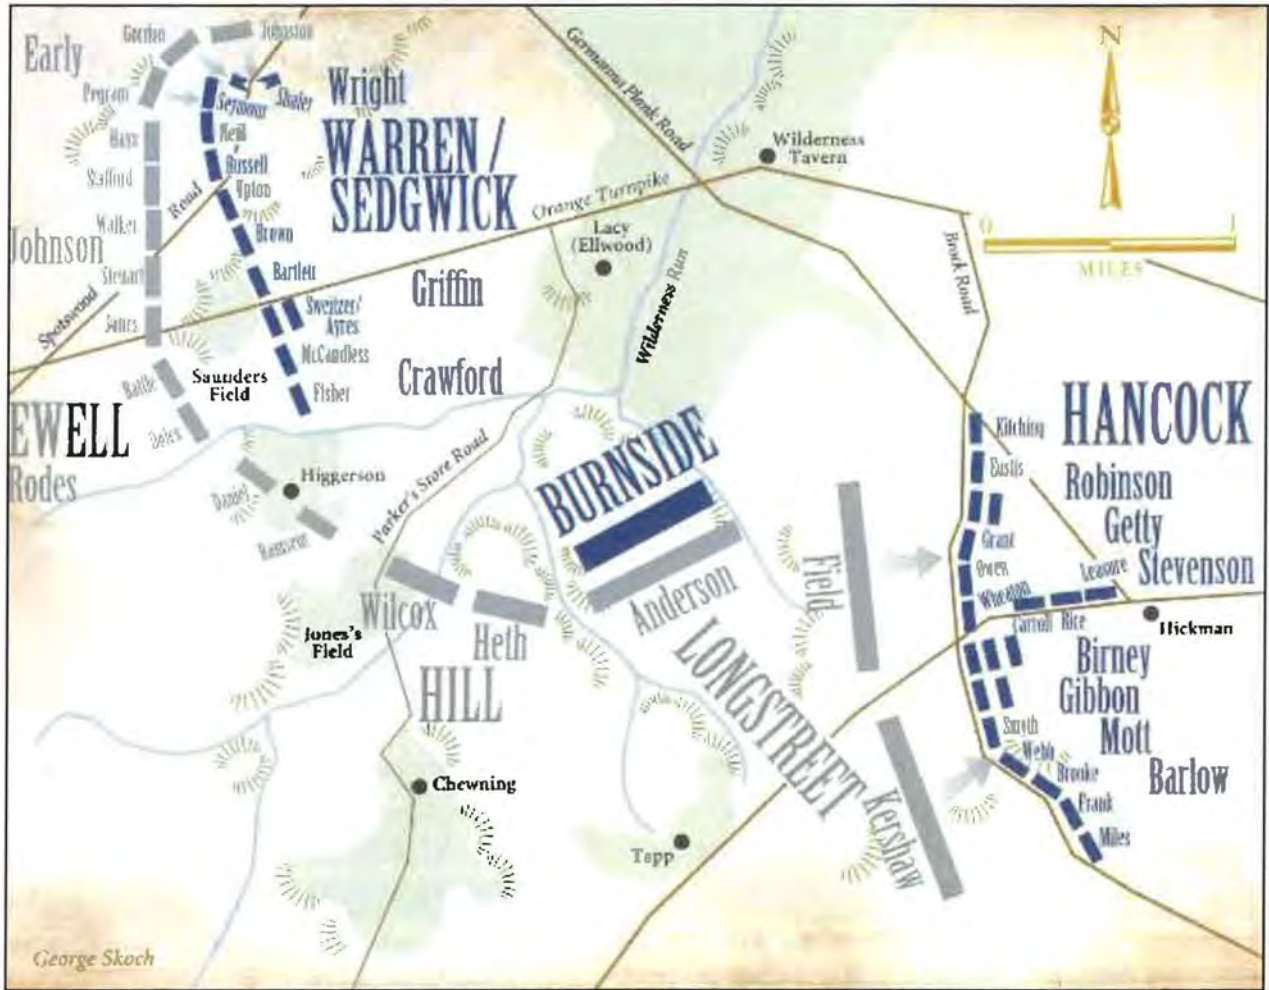 Early
Gordon
Johnston
Pegram
Hays
Stafford
Walker
Johnson
Steuart
Jones
Spotswood
Road
Battle
Doles
EWELL
Rodes
Daniel
Ramseur
Seymour
Shaler
Neill
Russell
Upton
Brown
Bartlett
Sweitzer/
Ayres
McCandless
Fisher
Saunders
Field
Higgerson
Wright
WARREN /
SEDGWICK
Griffin
Crawford
Germanna Plank Road
Orange Turnpike
Wilderness
Tavern
Lacy
(Ellwood)
Wilderness Run
Brock Road
N
0
1
MILES
Parker's Store Road
BURNSIDE
Wilcox
Heth
HILL
Jones's
Field
Chewning
Anderson
LONGSTREET
Field
Kershaw
Tapp
Kitching
Eustis
Grant
Owen
Wheaton
Leasure
Carroll
Rice
Hickman
Smyth
Webb
Brooke
Frank
Miles
HANCOCK
Robinson
Getty
Stevenson
Birney
Gibbon
Mott
Barlow
George Skoch